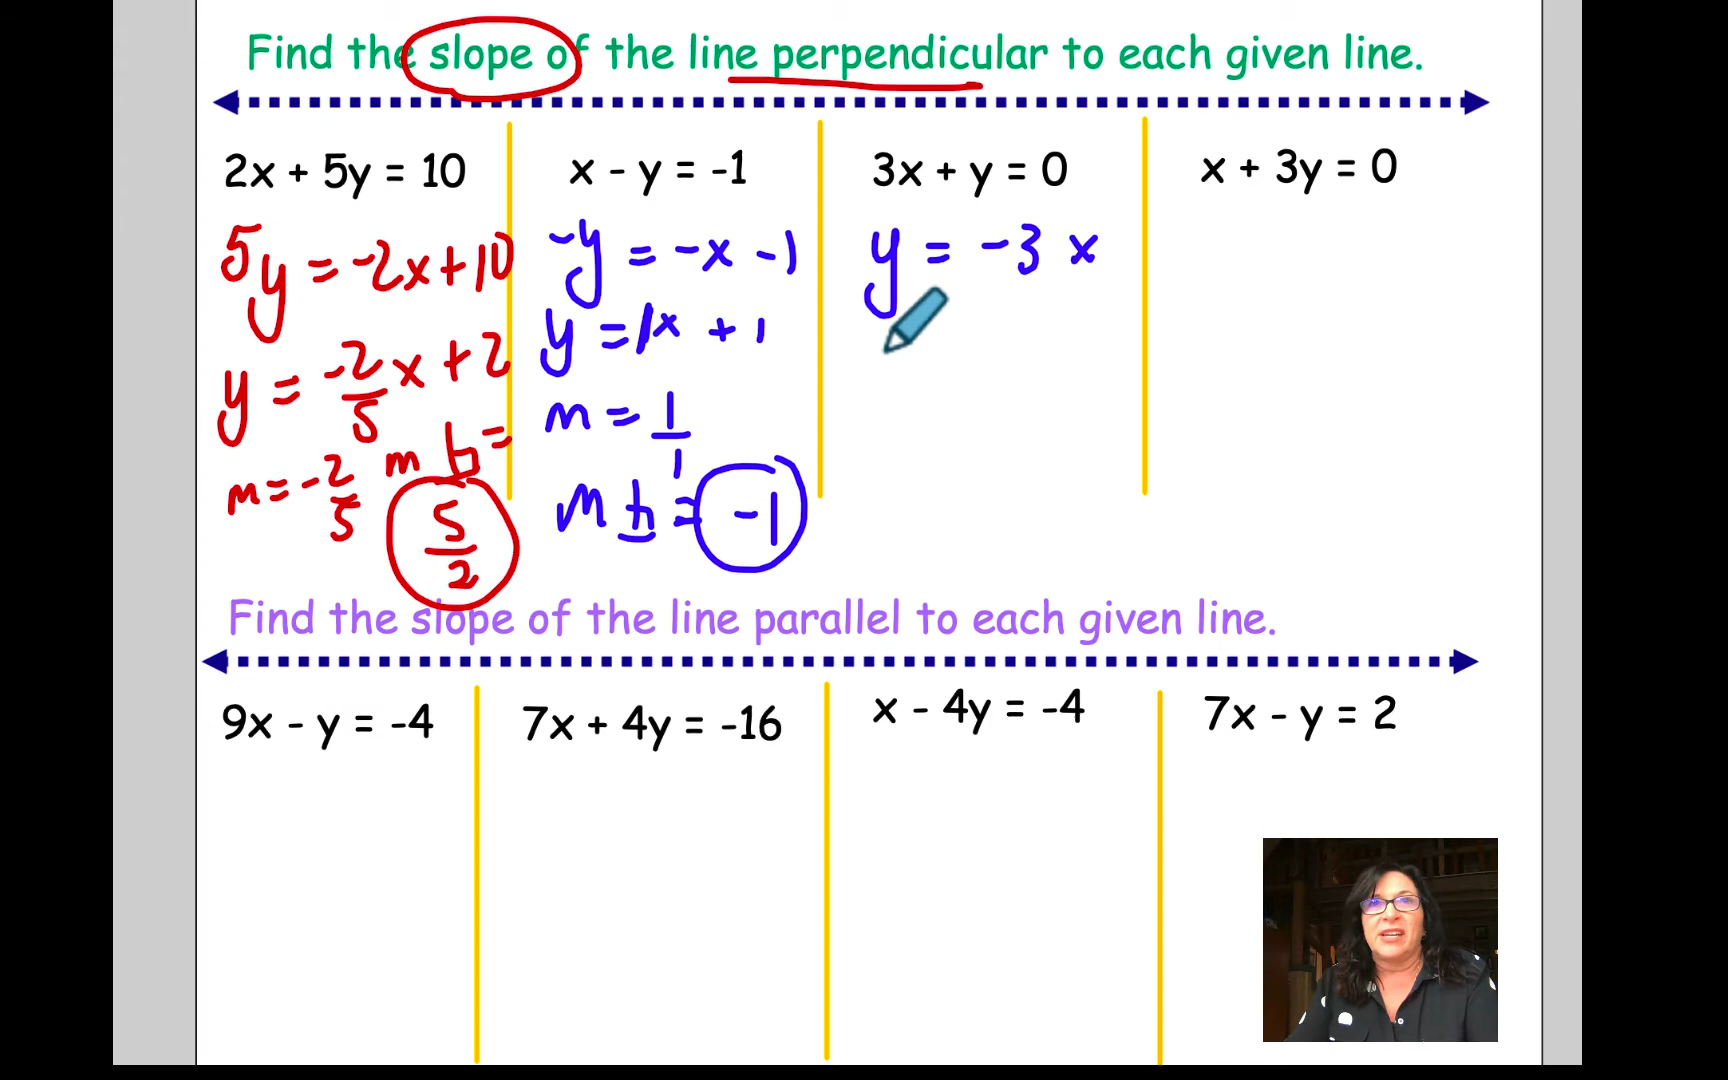 Find the slope of the line perpendicular to each given line.
2x + 5y = 10
5y = -2x+10
y = -2/5 x + 2
m = -2/5
m ⊥ =
5/2
x - y = -1
-y = -x -1
y = 1x + 1
m = 1/1
m ⊥ = -1
3x + y = 0
y = -3x
x + 3y = 0
Find the slope of the line parallel to each given line.
9x - y = -4
7x + 4y = -16
x - 4y = -4
7x - y = 2